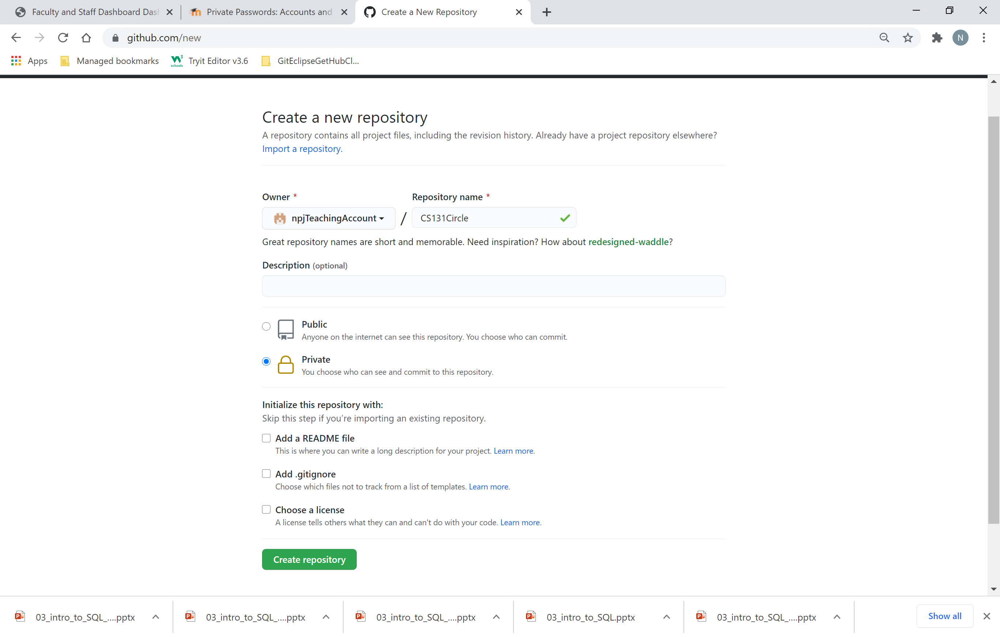 Faculty and Staff Dashboard Dash
Private Passwords: Accounts and
Create a New Repository
github.com/new
N
Apps
Managed bookmarks
W3 schools
Tryit Editor v3.6
GitEclipseGetHubCl...
Create a new repository
A repository contains all project files, including the revision history. Already have a project repository elsewhere?
Import a repository.
Owner *
Repository name *
npjTeachingAccount
/
CS131Circle
Great repository names are short and memorable. Need inspiration? How about redesigned-waddle?
Description (optional)
Public
Anyone on the internet can see this repository. You choose who can commit.
Private
You choose who can see and commit to this repository.
Initialize this repository with:
Skip this step if you’re importing an existing repository.
Add a README file
This is where you can write a long description for your project. Learn more.
Add .gitignore
Choose which files not to track from a list of templates. Learn more.
Choose a license
A license tells others what they can and can't do with your code. Learn more.
Create repository
03_intro_to_SQL_....pptx
03_intro_to_SQL_....pptx
03_intro_to_SQL_....pptx
03_intro_to_SQL.pptx
03_intro_to_SQL_....pptx
Show all